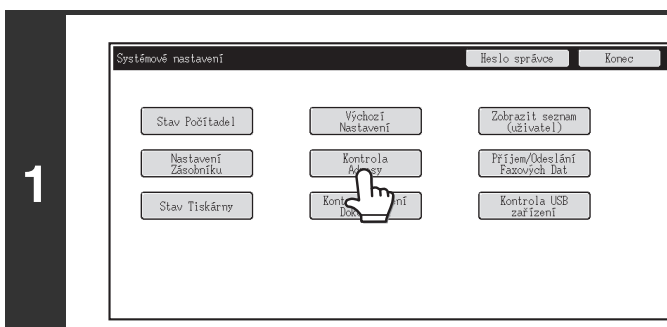 1
Systémové nastavení
Heslo správce
Konec
Stav Počítadel
Výchozí
Nastavení
Zobrazit seznam
(uživatel)
Nastavení
Zásobníku
Kontrola
Příjem/Odeslání
Faxových Dat
Stav Tiskárny
Kontrola USB
zařízení